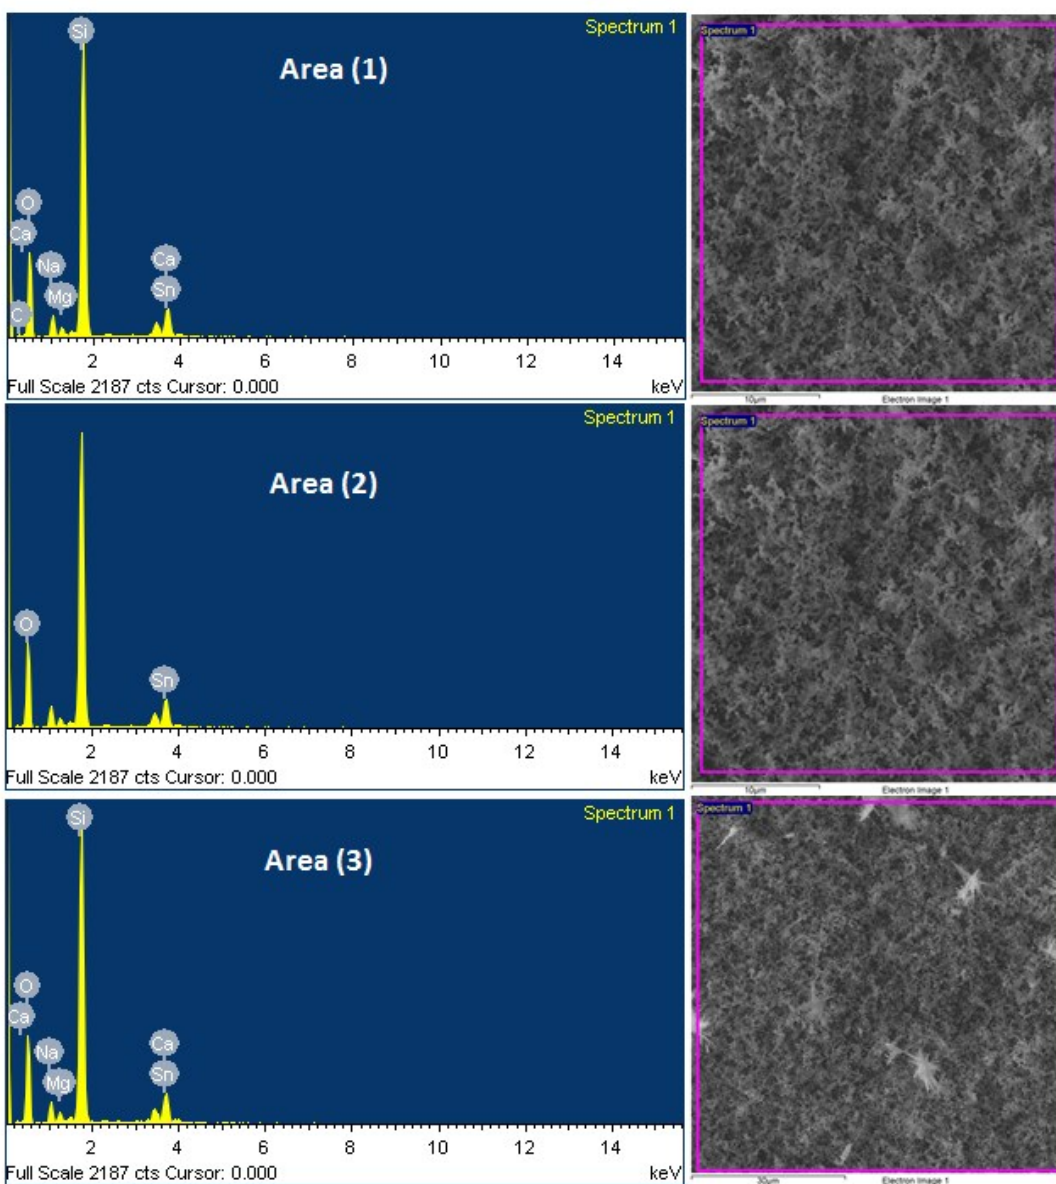 Spectrum 1
Si
Area (1)
O
Ca
Na
Mg
C
Ca
Sn
2 4 6 8 10 12 14
Full Scale 2187 cts Cursor: 0.000 keV
Spectrum 1
10µm Electron Image 1
Spectrum 1
Area (2)
O
Sn
2 4 6 8 10 12 14
Full Scale 2187 cts Cursor: 0.000 keV
Spectrum 1
10µm Electron Image 1
Spectrum 1
Si
Area (3)
O
Ca
Na
Mg
Ca
Sn
2 4 6 8 10 12 14
Full Scale 2187 cts Cursor: 0.000 keV
Spectrum 1
30µm Electron Image 1